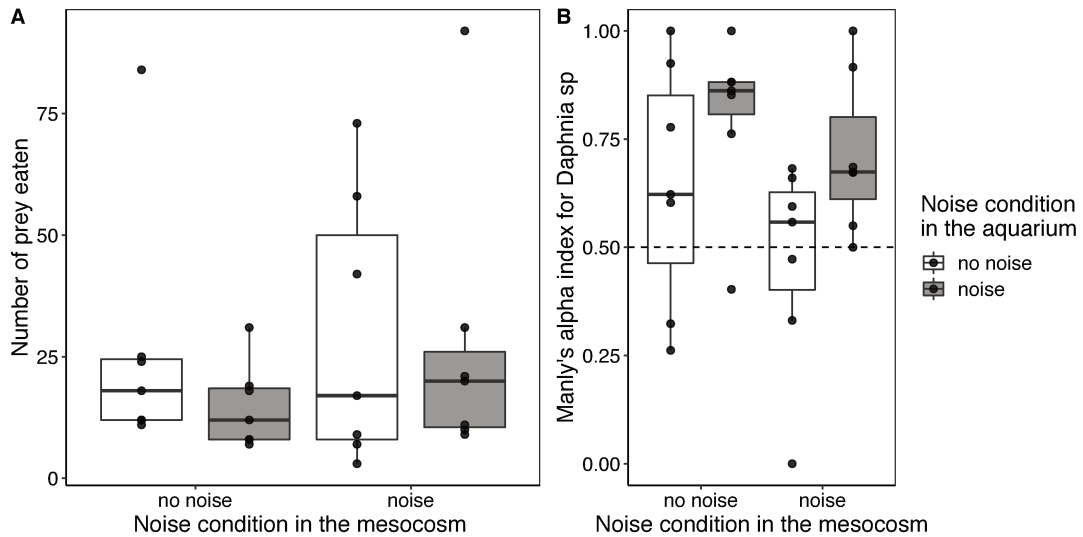 A
Number of prey eaten
75
50
25
0
no noise
noise
Noise condition in the mesocosm
B
Manly's alpha index for Daphnia sp
1.00
0.75
0.50
0.25
0.00
no noise
noise
Noise condition in the mesocosm
Noise condition
in the aquarium
no noise
noise